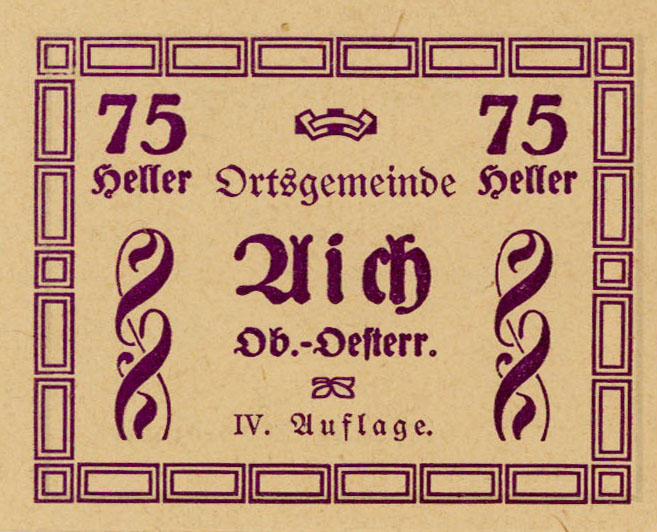 75 75
Heller Ortsgemeinde Heller
Aich
Ob.-Oesterr.
IV. Auflage.